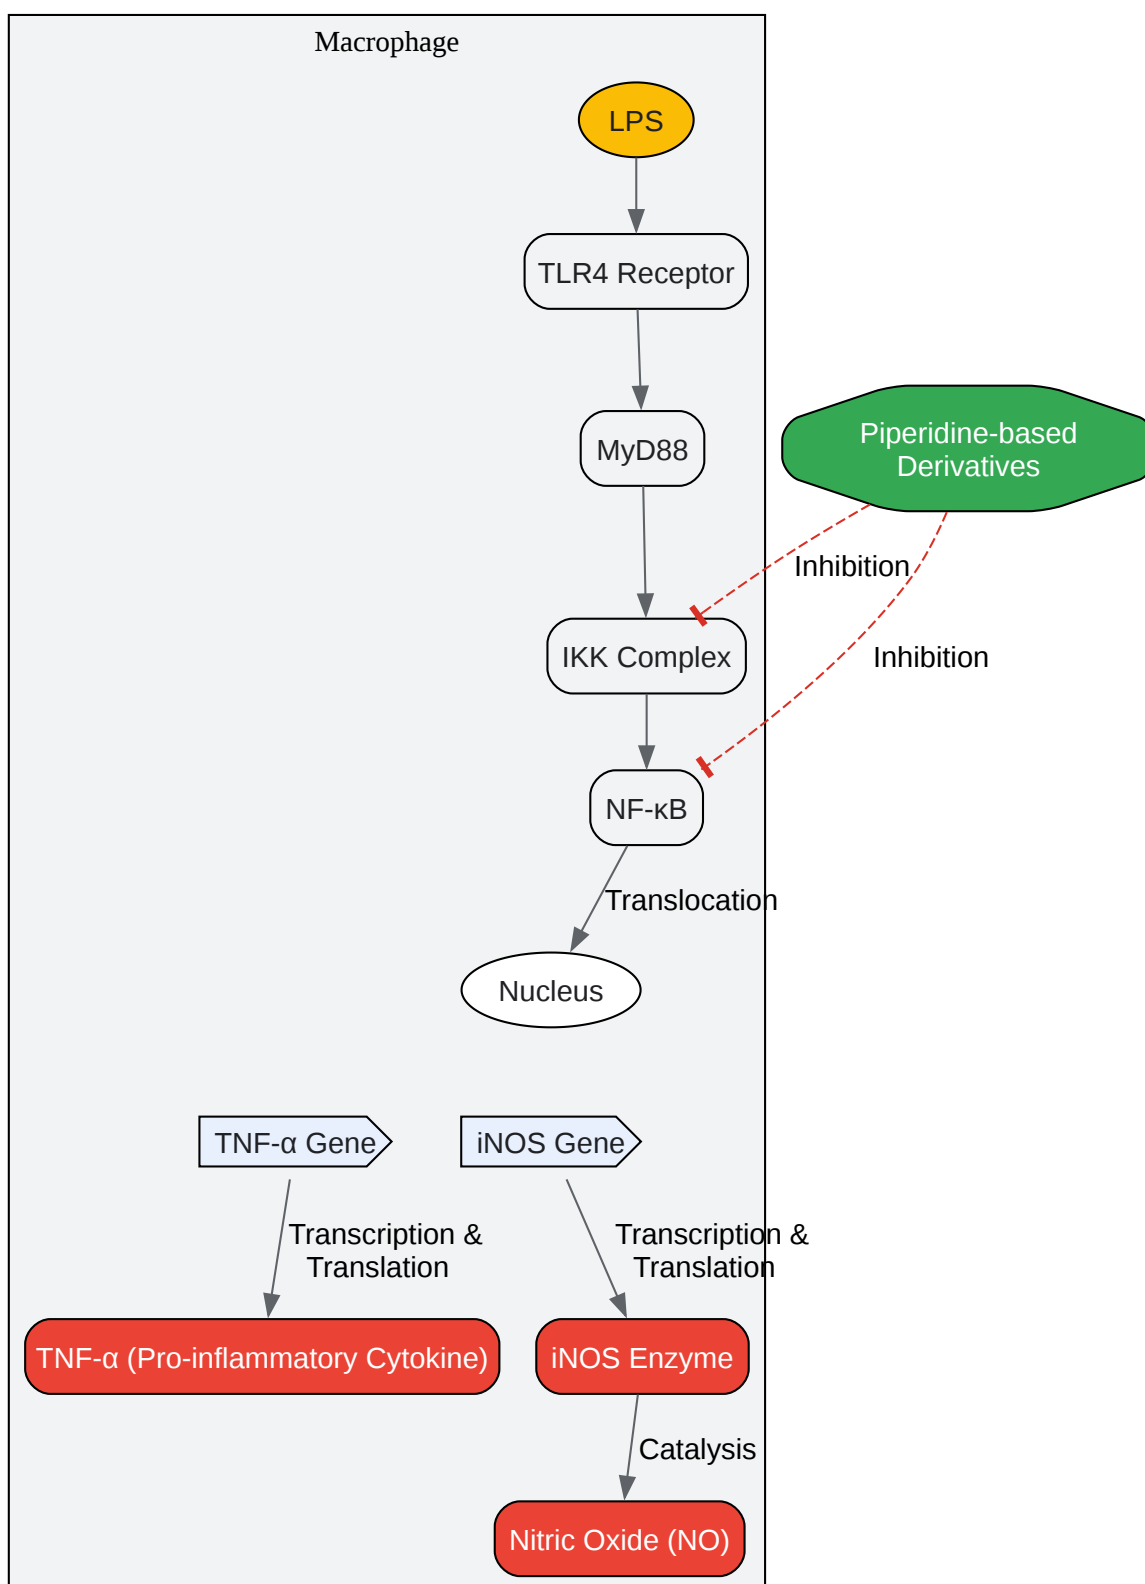 Macrophage
LPS
TLR4 Receptor
MyD88
Piperidine-based
Derivatives
Inhibition
IKK Complex
Inhibition
NF-κB
Translocation
Nucleus
TNF-α Gene
iNOS Gene
Transcription &
Translation
Transcription &
Translation
TNF-α (Pro-inflammatory Cytokine)
iNOS Enzyme
Catalysis
Nitric Oxide (NO)